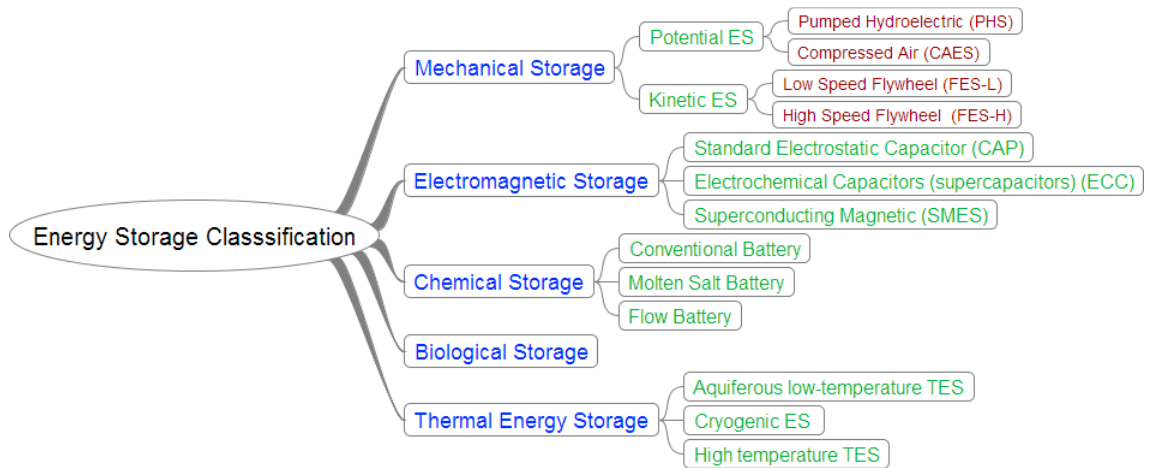 Energy Storage Classsification
Mechanical Storage
Potential ES
Pumped Hydroelectric (PHS)
Compressed Air (CAES)
Kinetic ES
Low Speed Flywheel (FES-L)
High Speed Flywheel (FES-H)
Electromagnetic Storage
Standard Electrostatic Capacitor (CAP)
Electrochemical Capacitors (supercapacitors) (ECC)
Superconducting Magnetic (SMES)
Chemical Storage
Conventional Battery
Molten Salt Battery
Flow Battery
Biological Storage
Thermal Energy Storage
Aquiferous low-temperature TES
Cryogenic ES
High temperature TES